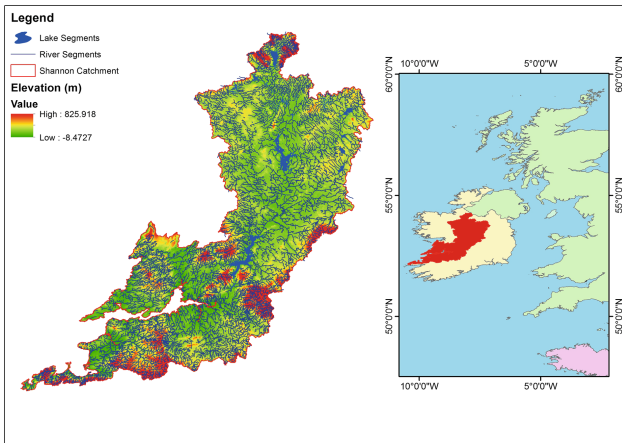 Legend
Lake Segments
River Segments
Shannon Catchment
Elevation (m)
Value
High : 825.918
Low : -8.4727
10°0'0"W
5°0'0"W
60°0'0"N
60°0'0"N
55°0'0"N
55°0'0"N
50°0'0"N
50°0'0"N
10°0'0"W
5°0'0"W